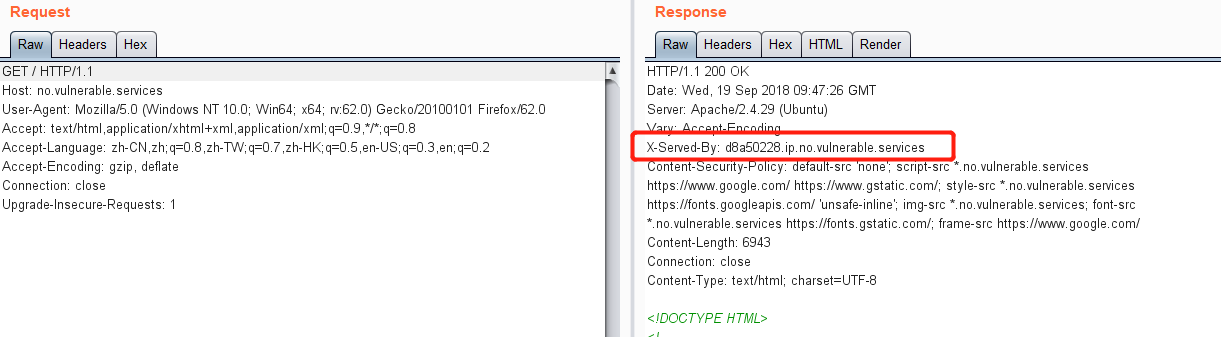 Request
Raw Headers Hex
GET / HTTP/1.1
Host: no.vulnerable.services
User-Agent: Mozilla/5.0 (Windows NT 10.0; Win64; x64; rv:62.0) Gecko/20100101 Firefox/62.0
Accept: text/html,application/xhtml+xml,application/xml;q=0.9,*/*;q=0.8
Accept-Language: zh-CN,zh;q=0.8,zh-TW;q=0.7,zh-HK;q=0.5,en-US;q=0.3,en;q=0.2
Accept-Encoding: gzip, deflate
Connection: close
Upgrade-Insecure-Requests: 1
Response
Raw Headers Hex HTML Render
HTTP/1.1 200 OK
Date: Wed, 19 Sep 2018 09:47:26 GMT
Server: Apache/2.4.29 (Ubuntu)
Vary: Accept-Encoding
X-Served-By: d8a50228.ip.no.vulnerable.services
Content-Security-Policy: default-src 'none'; script-src *.no.vulnerable.services
https://www.google.com/ https://www.gstatic.com/; style-src *.no.vulnerable.services
https://fonts.googleapis.com/ 'unsafe-inline'; img-src *.no.vulnerable.services; font-src
*.no.vulnerable.services https://fonts.gstatic.com/; frame-src https://www.google.com/
Content-Length: 6943
Connection: close
Content-Type: text/html; charset=UTF-8
<!DOCTYPE HTML>